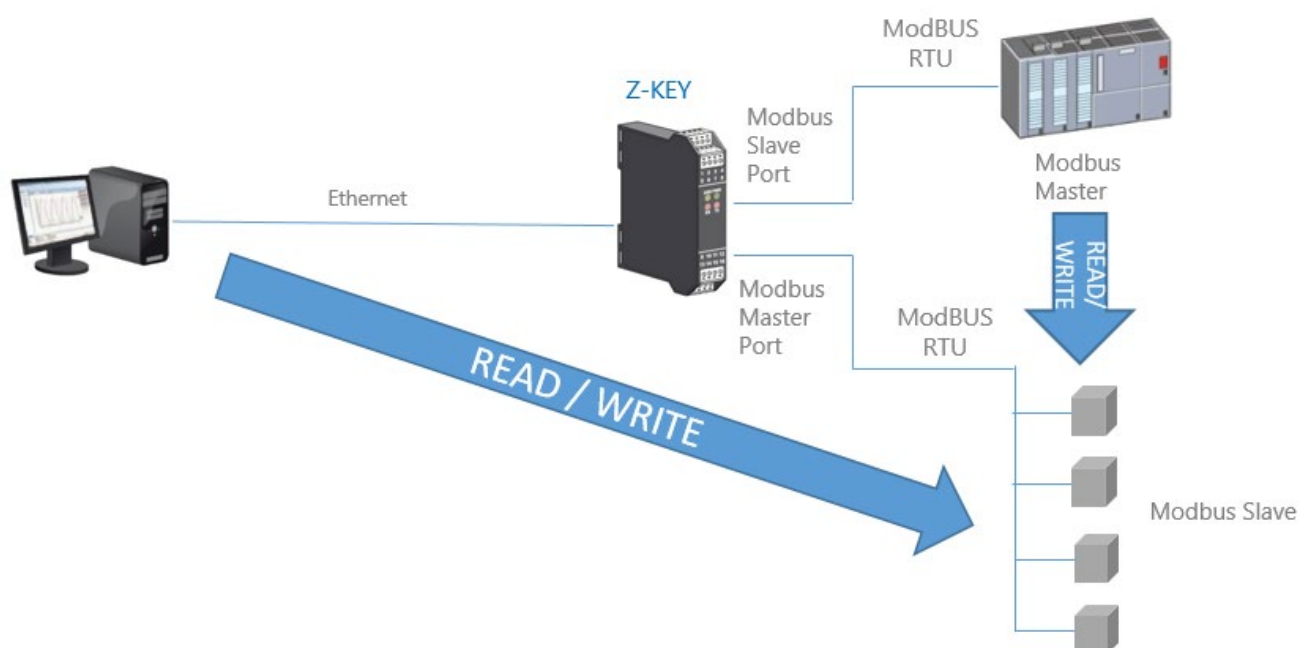 ModBUS
RTU
Z-KEY
Modbus
Slave
Port
Modbus
Master
Ethernet
READ/
WRITE
Modbus
Master
Port
ModBUS
RTU
READ / WRITE
Modbus Slave